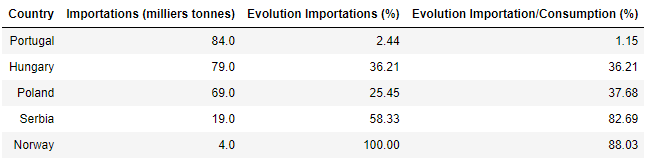 Country Importations (milliers tonnes) Evolution Importations (%) Evolution Importation/Consumption (%)
Portugal 84.0 2.44 1.15
Hungary 79.0 36.21 36.21
Poland 69.0 25.45 37.68
Serbia 19.0 58.33 82.69
Norway 4.0 100.00 88.03